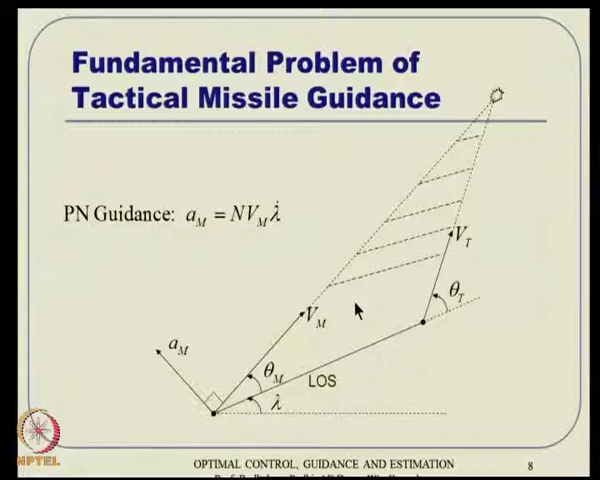 Fundamental Problem of
Tactical Missile Guidance
PN Guidance: a_M = NV_M λ̇
V_T
θ_T
V_M
a_M
θ_M
LOS
λ
NPTEL
OPTIMAL CONTROL, GUIDANCE AND ESTIMATION
8